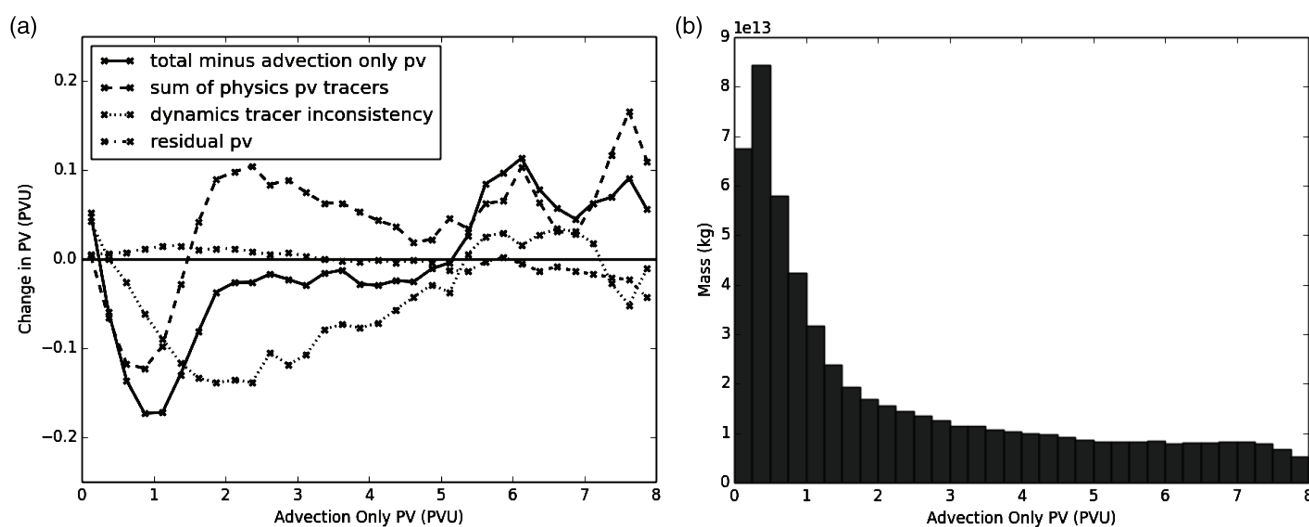 (a)
total minus advection only pv
sum of physics pv tracers
dynamics tracer inconsistency
residual pv
Change in PV (PVU)
0.2
0.1
0.0
−0.1
−0.2
0 1 2 3 4 5 6 7 8
Advection Only PV (PVU)
(b)
1e13
Mass (kg)
9
8
7
6
5
4
3
2
1
0
0 1 2 3 4 5 6 7 8
Advection Only PV (PVU)